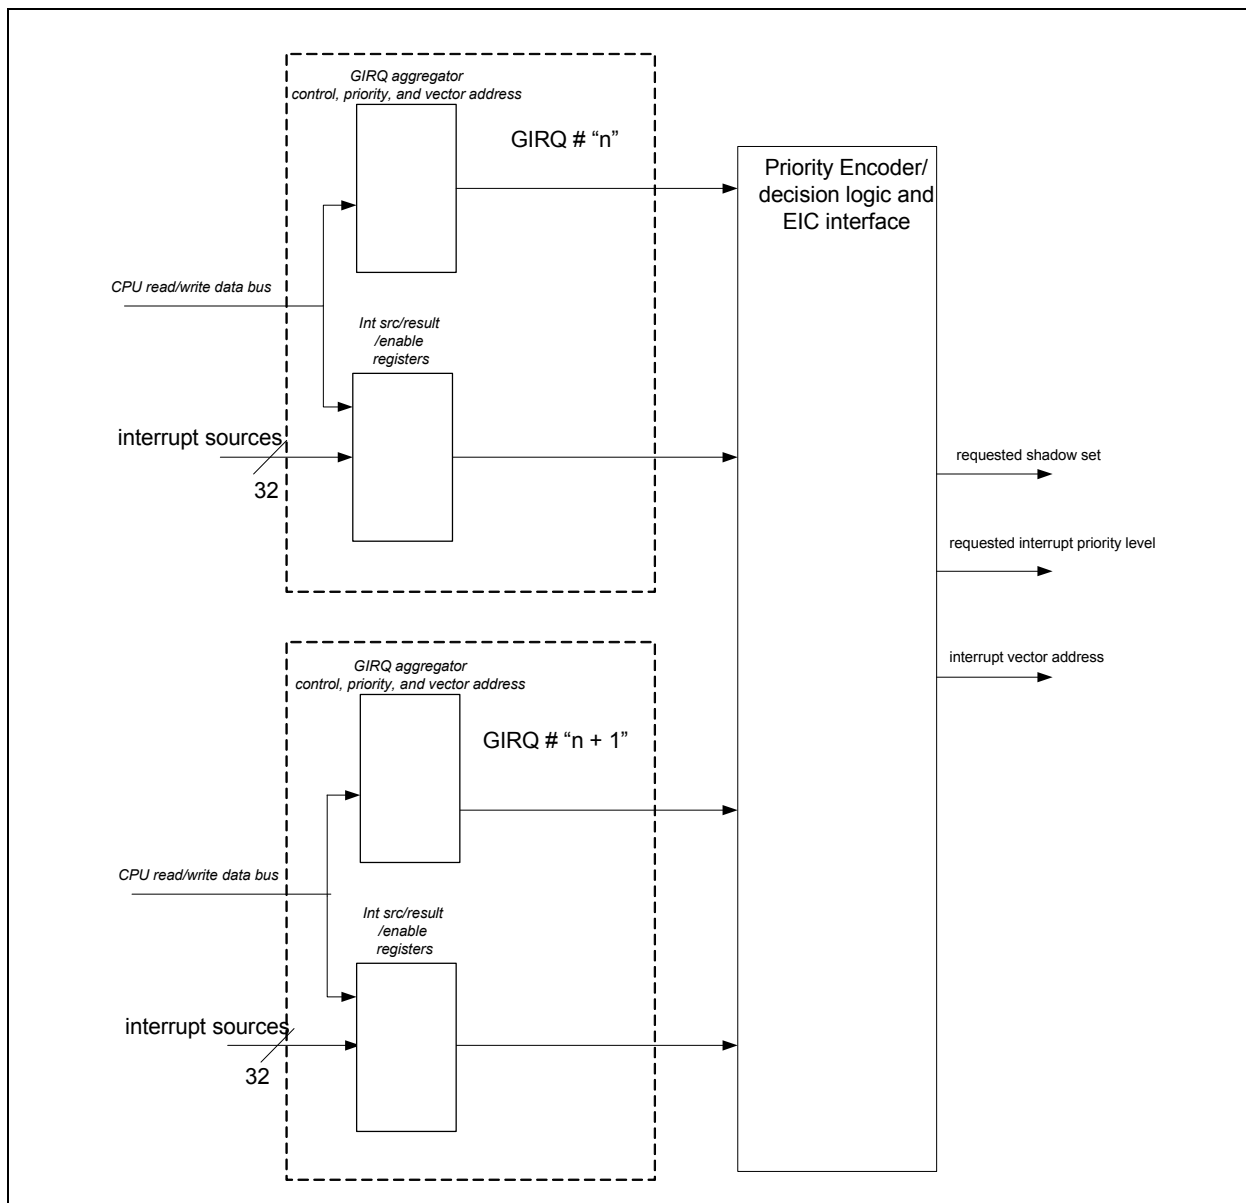 GIRQ aggregator
control, priority, and vector address
GIRQ # “n”
Priority Encoder/
decision logic and
EIC interface
CPU read/write data bus
Int src/result
/enable
registers
interrupt sources
32
requested shadow set
requested interrupt priority level
interrupt vector address
GIRQ aggregator
control, priority, and vector address
GIRQ # “n + 1”
CPU read/write data bus
Int src/result
/enable
registers
interrupt sources
32